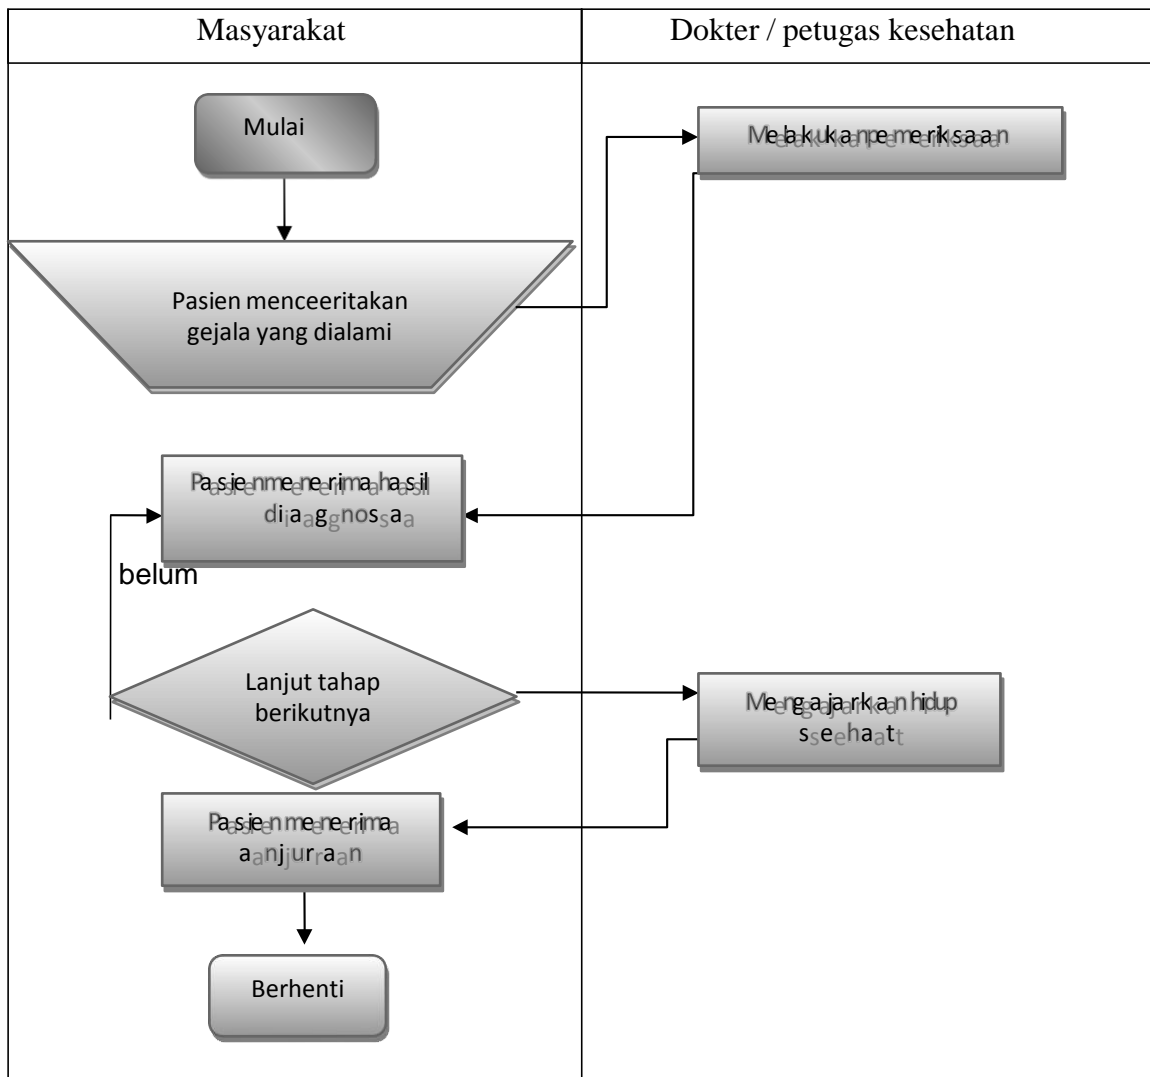 Masyarakat
Dokter / petugas kesehatan
Mulai
Melakukan pemeriksaan
Pasien menceeritakan
gejala yang dialami
Pasien menerima hasil
diagnosa
belum
Lanjut tahap
berikutnya
Mengajarkan hidup
sehat
Pasien menerima
anjuran
Berhenti